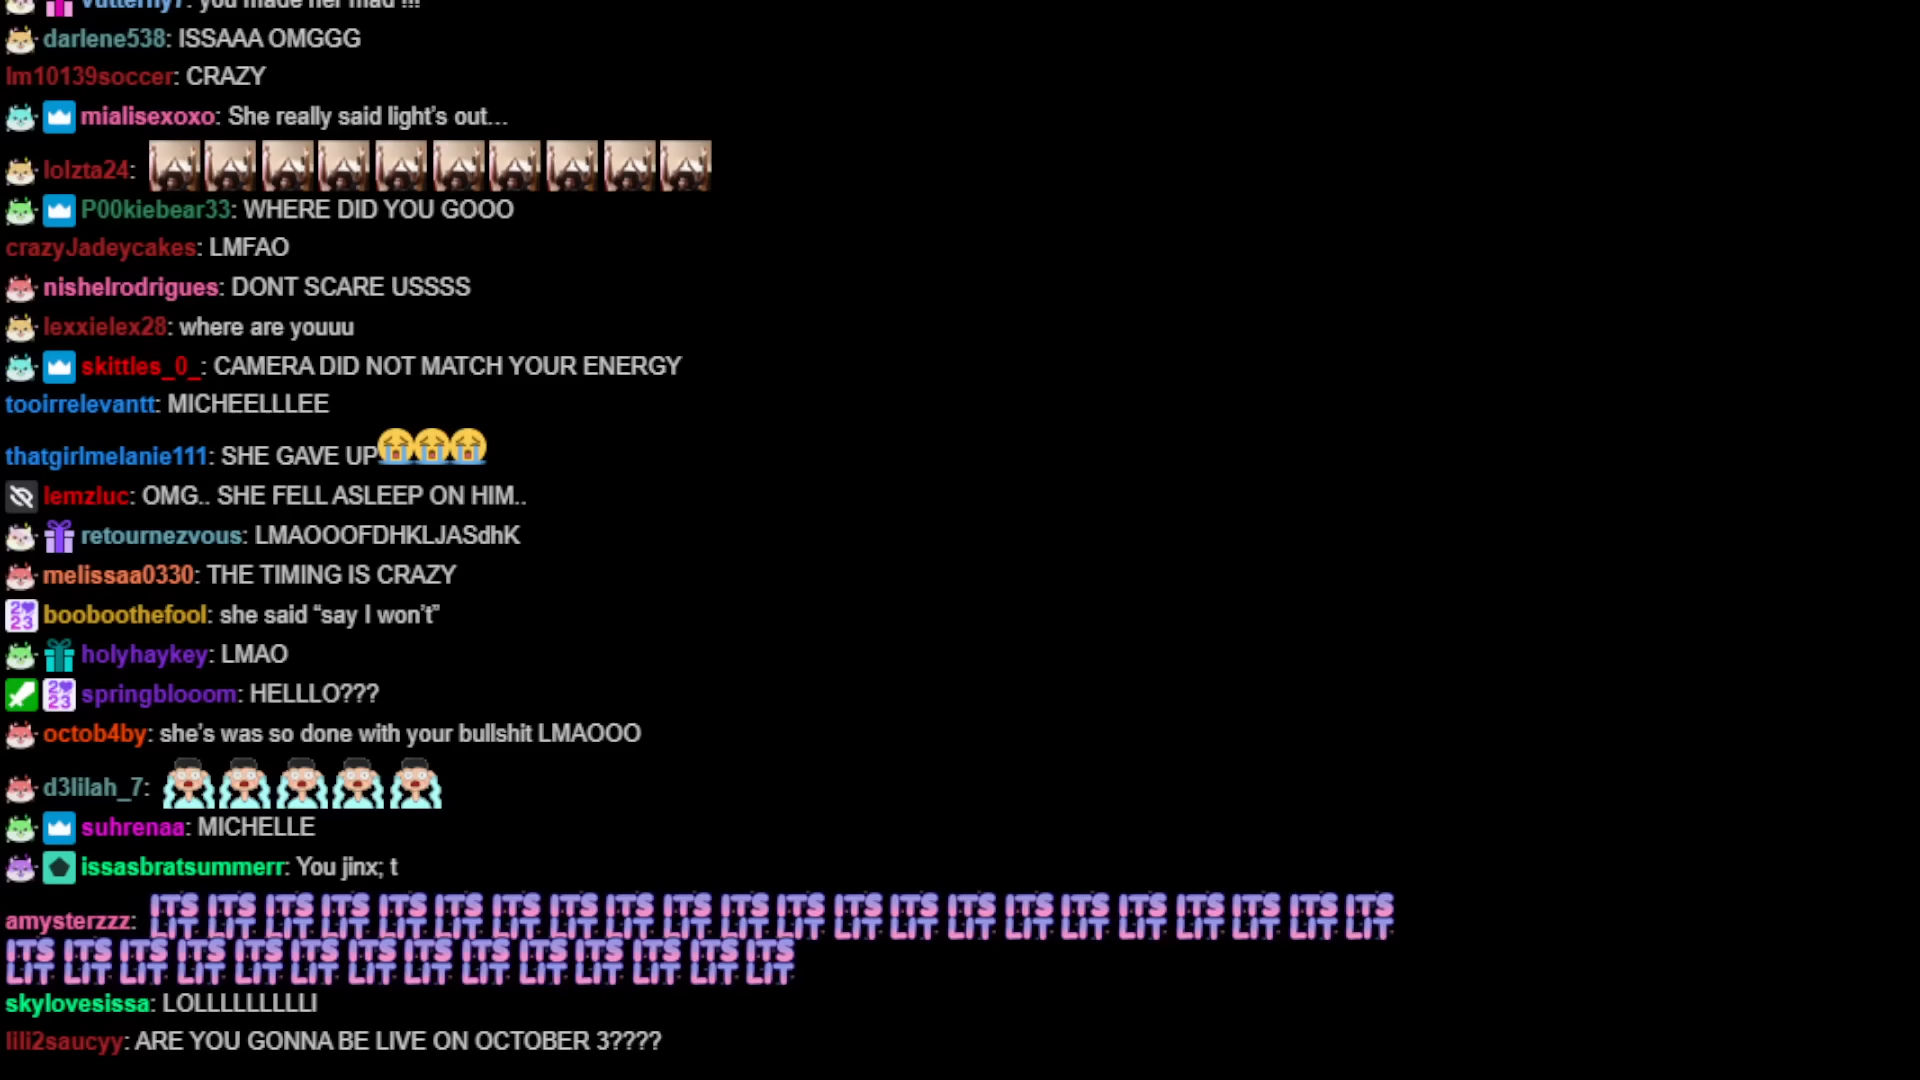 vutterfly7: you made her mad !!!
darlene538: ISSAAA OMGGG
lm10139soccer: CRAZY
mialisexoxo: She really said light's out...
lolzta24:
P00kiebear33: WHERE DID YOU GOOO
crazyJadeycakes: LMFAO
nishelrodrigues: DONT SCARE USSSS
lexxielex28: where are youuu
skittles_0_: CAMERA DID NOT MATCH YOUR ENERGY
tooirrelevantt: MICHEELLLEE
thatgirlmelanie111: SHE GAVE UP
lemzluc: OMG.. SHE FELL ASLEEP ON HIM..
retournezvous: LMAOOOFDHKLJASdhK
melissaa0330: THE TIMING IS CRAZY
2023 booboothefool: she said “say I won’t”
holyhaykey: LMAO
2023 springblooom: HELLLO???
octob4by: she's was so done with your bullshit LMAOOO
d3lilah_7:
suhrenaa: MICHELLE
issasbratsummerr: You jinx; t
amysterzzz: ITS LIT ITS LIT ITS LIT ITS LIT ITS LIT ITS LIT ITS LIT ITS LIT ITS LIT ITS LIT ITS LIT ITS LIT ITS LIT ITS LIT ITS LIT ITS LIT ITS LIT ITS LIT ITS LIT ITS LIT ITS LIT ITS LIT
ITS LIT ITS LIT ITS LIT ITS LIT ITS LIT ITS LIT ITS LIT ITS LIT ITS LIT ITS LIT ITS LIT ITS LIT ITS LIT ITS LIT
skylovesissa: LOLLLLLLLLLI
lili2saucyy: ARE YOU GONNA BE LIVE ON OCTOBER 3????